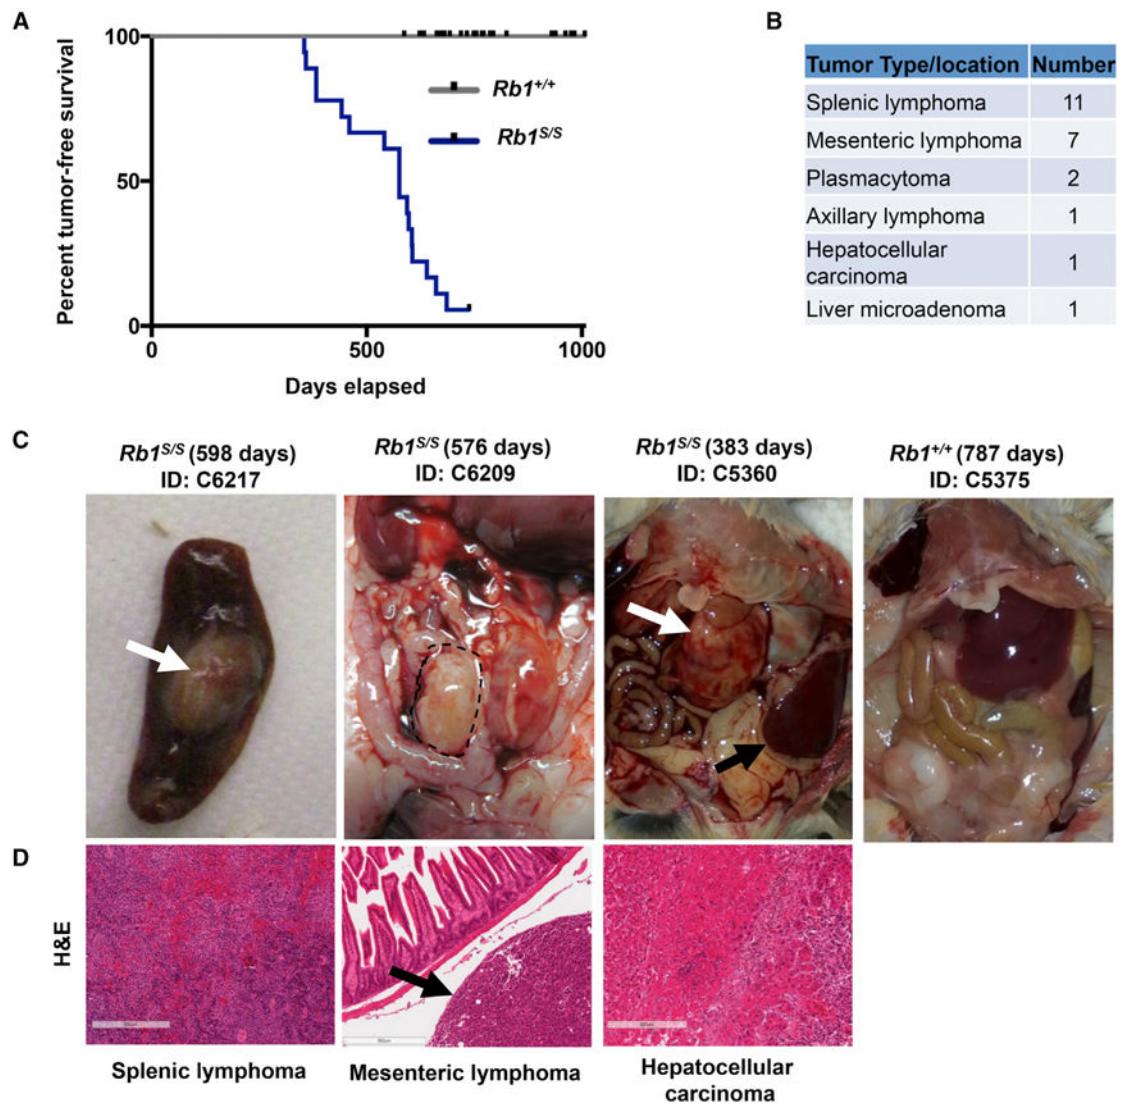 A
Percent tumor-free survival
100
50
0
0 500 1000
Days elapsed
Rb1+/+
Rb1S/S
B
Tumor Type/location Number
Splenic lymphoma 11
Mesenteric lymphoma 7
Plasmacytoma 2
Axillary lymphoma 1
Hepatocellular
carcinoma 1
Liver microadenoma 1
C
Rb1S/S (598 days)
ID: C6217
Rb1S/S (576 days)
ID: C6209
Rb1S/S (383 days)
ID: C5360
Rb1+/+ (787 days)
ID: C5375
D
H&E
Splenic lymphoma
Mesenteric lymphoma
Hepatocellular
carcinoma